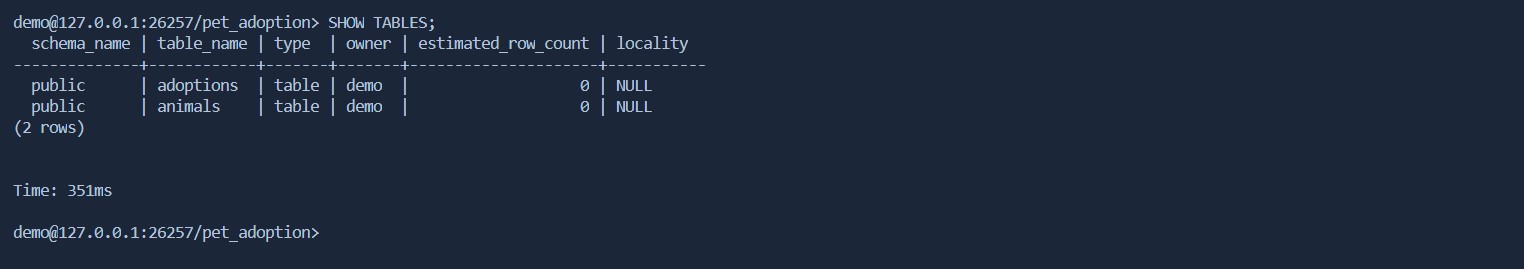 demo@127.0.0.1:26257/pet_adoption> SHOW TABLES;
  schema_name | table_name | type  | owner | estimated_row_count | locality
--------------+------------+-------+-------+---------------------+-----------
  public      | adoptions  | table | demo  |                   0 | NULL
  public      | animals    | table | demo  |                   0 | NULL
(2 rows)
Time: 351ms
demo@127.0.0.1:26257/pet_adoption>